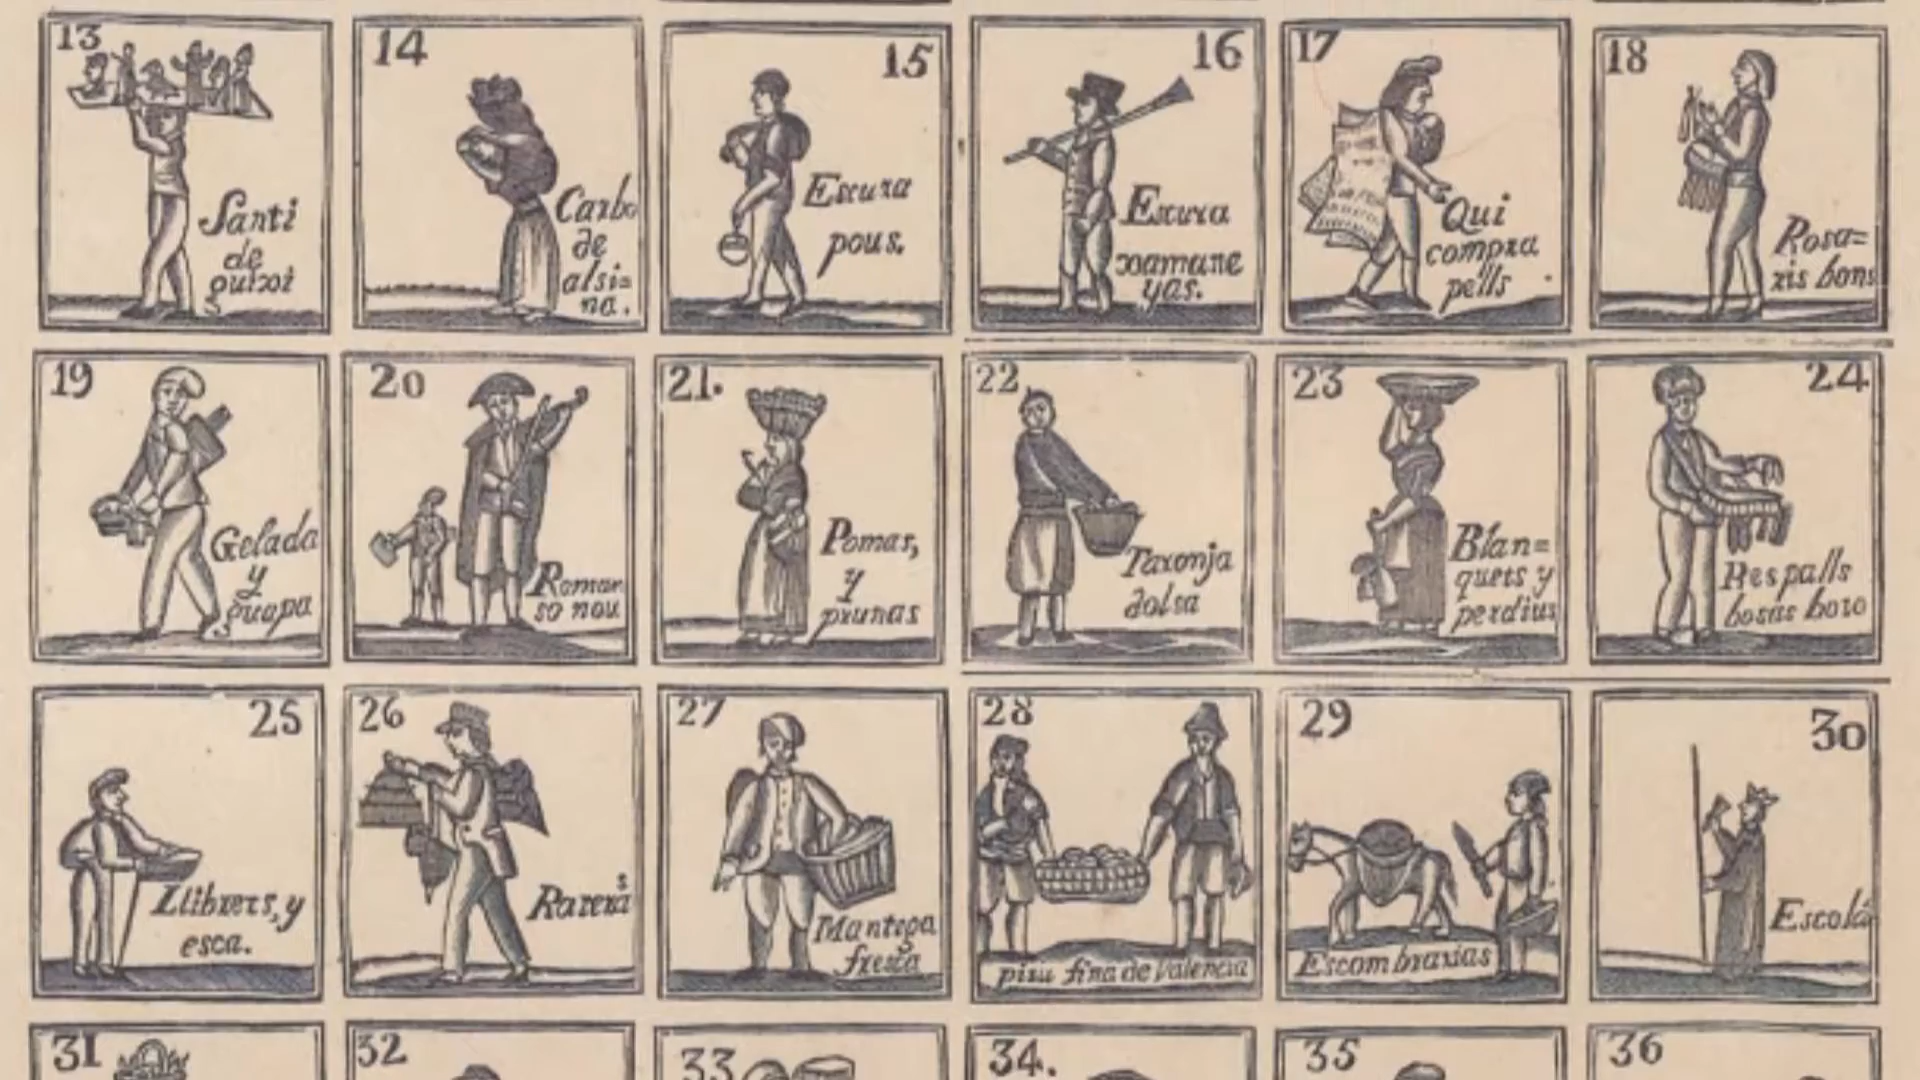 13
Santi
de
guixot
14
Carbo
de
alsi=
na.
15
Escura
pous.
16
Escura
xamane
yas.
17
Qui
compra
pells
18
Rosa=
ris bons
19
Gelada
y
guapa
20
Roman
so nou
21.
Pomas,
y
prunas
22
Taronja
dolsa
23
Blan=
quets y
perdius
24
Respalls
bosas boro
25
Llibrets, y
esca.
26
Rateras
27
Mantega
fresca
28
pisu fina de Valencia
29
Escombrarias
30
Escolá
31
32
33
34.
35
36